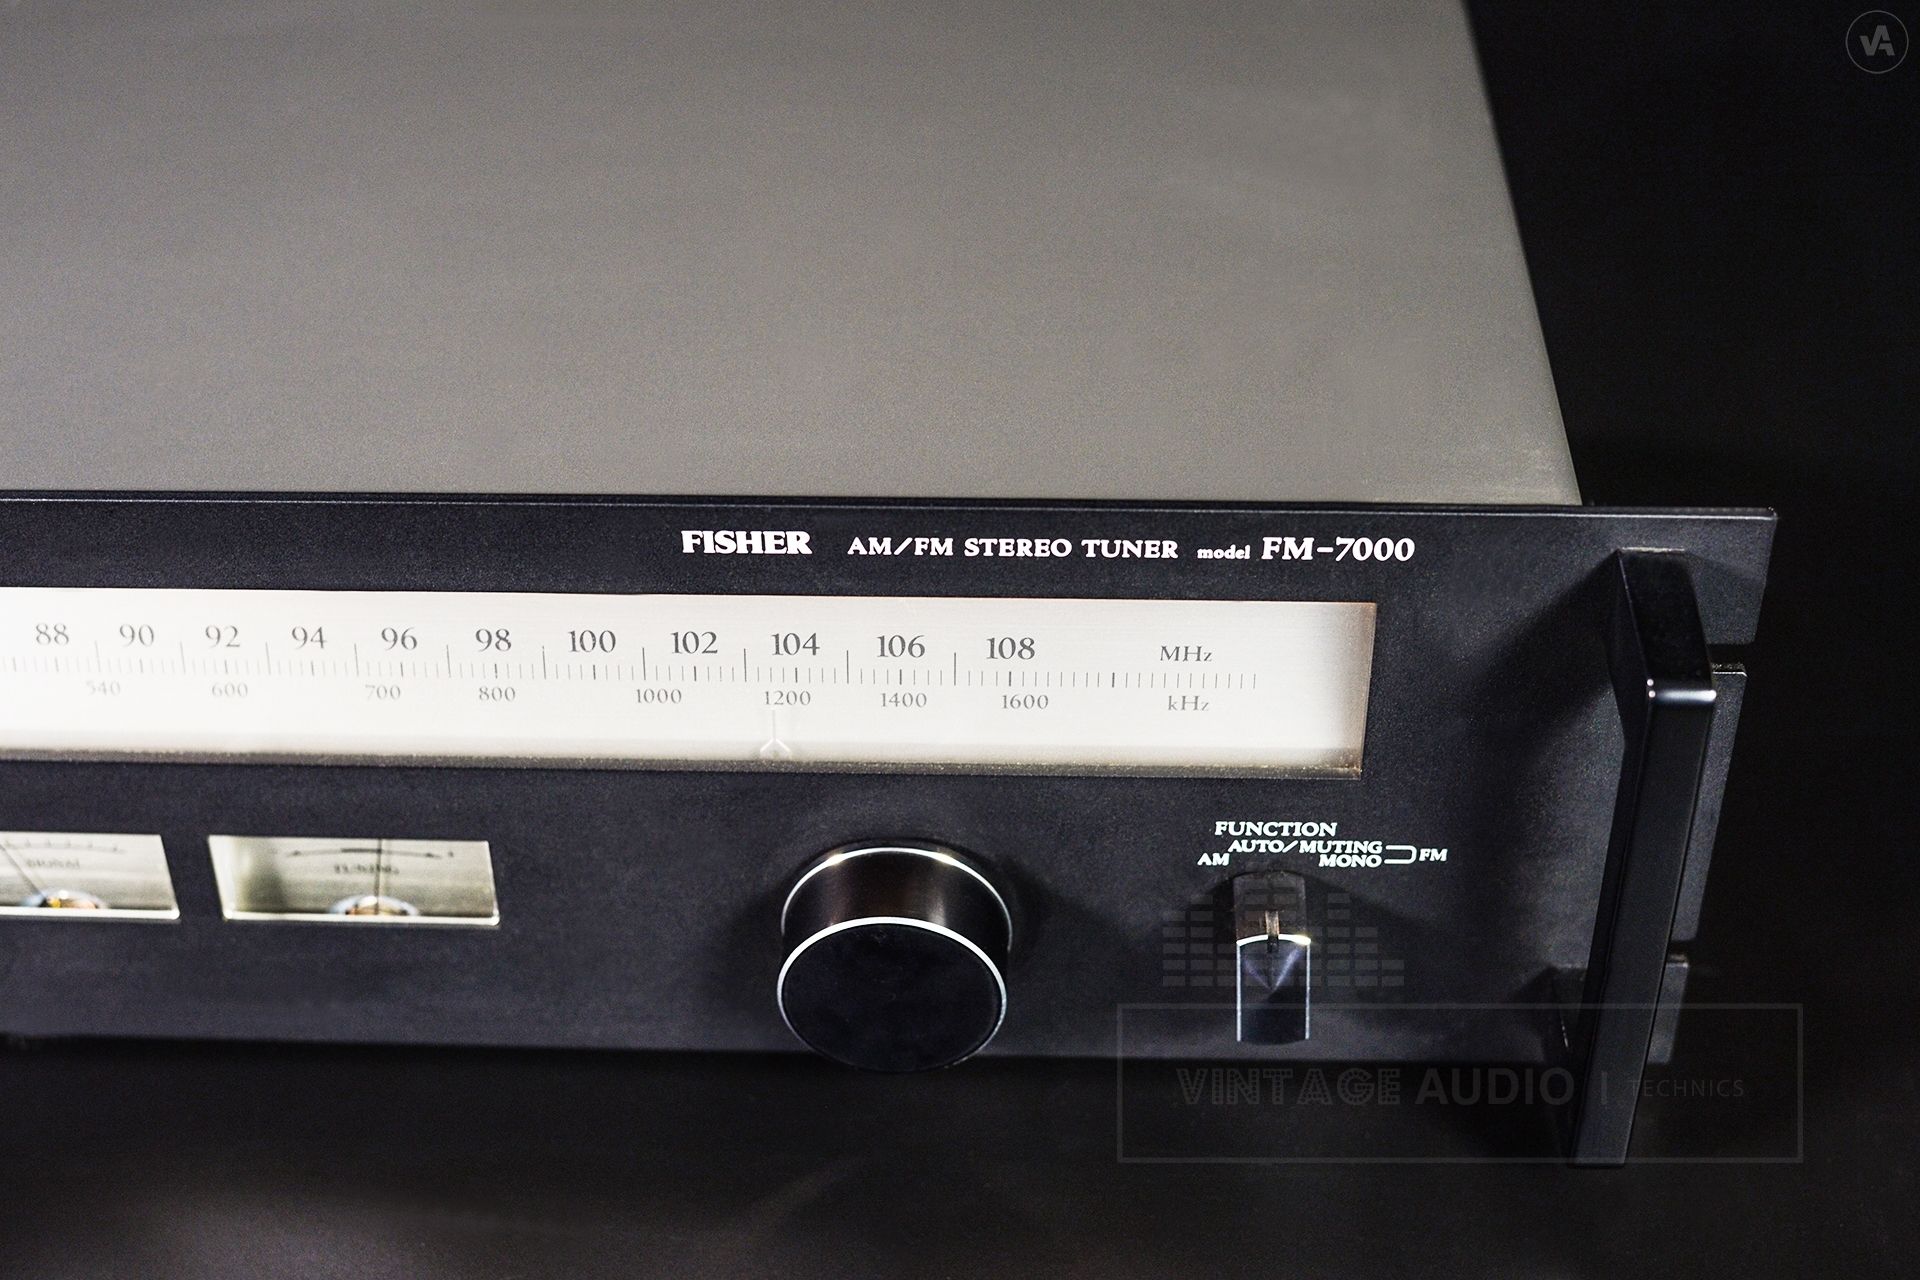 VA
FISHER AM/FM STEREO TUNER model FM-7000
88 90 92 94 96 98 100 102 104 106 108 MHz
540 600 700 800 1000 1200 1400 1600 kHz
FUNCTION
AUTO/MUTING
AM MONO FM
VINTAGE AUDIO | TECHNICS